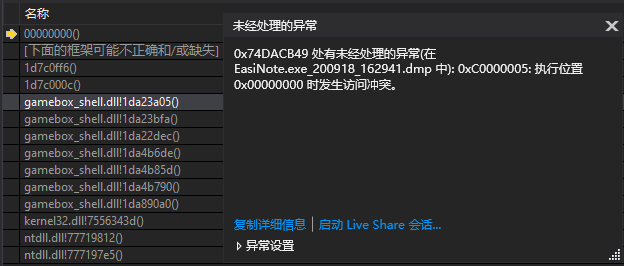 名称
00000000()
[下面的框架可能不正确和/或缺失]
1d7c0ff6()
1d7c000c()
gamebox_shell.dll!1da23a05()
gamebox_shell.dll!1da23bfa()
gamebox_shell.dll!1da22dec()
gamebox_shell.dll!1da4b6de()
gamebox_shell.dll!1da4b85d()
gamebox_shell.dll!1da4b790()
gamebox_shell.dll!1da890a0()
kernel32.dll!7556343d()
ntdll.dll!77719812()
ntdll.dll!777197e5()
未经处理的异常
0x74DACB49 处有未经处理的异常(在
EasiNote.exe_200918_162941.dmp 中): 0xC0000005: 执行位置
0x00000000 时发生访问冲突。
复制详细信息 | 启动 Live Share 会话...
异常设置